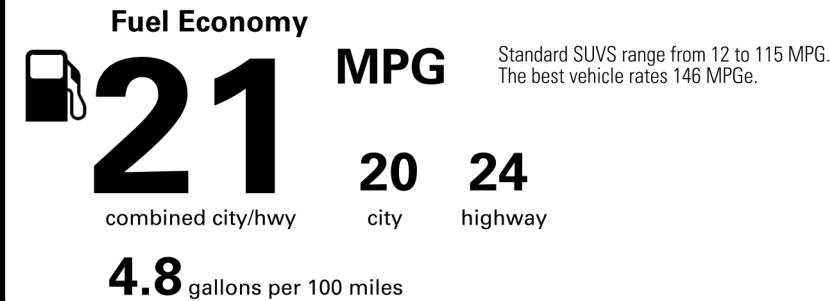 Fuel Economy
21 MPG
Standard SUVS range from 12 to 115 MPG.
The best vehicle rates 146 MPGe.
20 24
combined city/hwy city highway
4.8 gallons per 100 miles